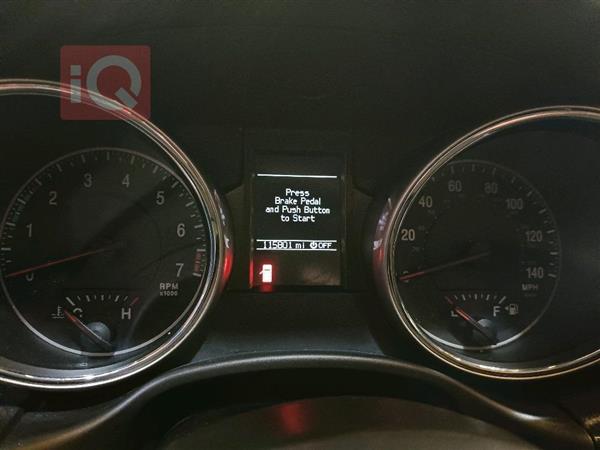 iQ
1 2 3 4 5 6 7
RPM
x1000
C H
Press
Brake Pedal
and Push Button
to Start
115801 mi OFF
20 40 60 80 100 120 140
MPH
E F